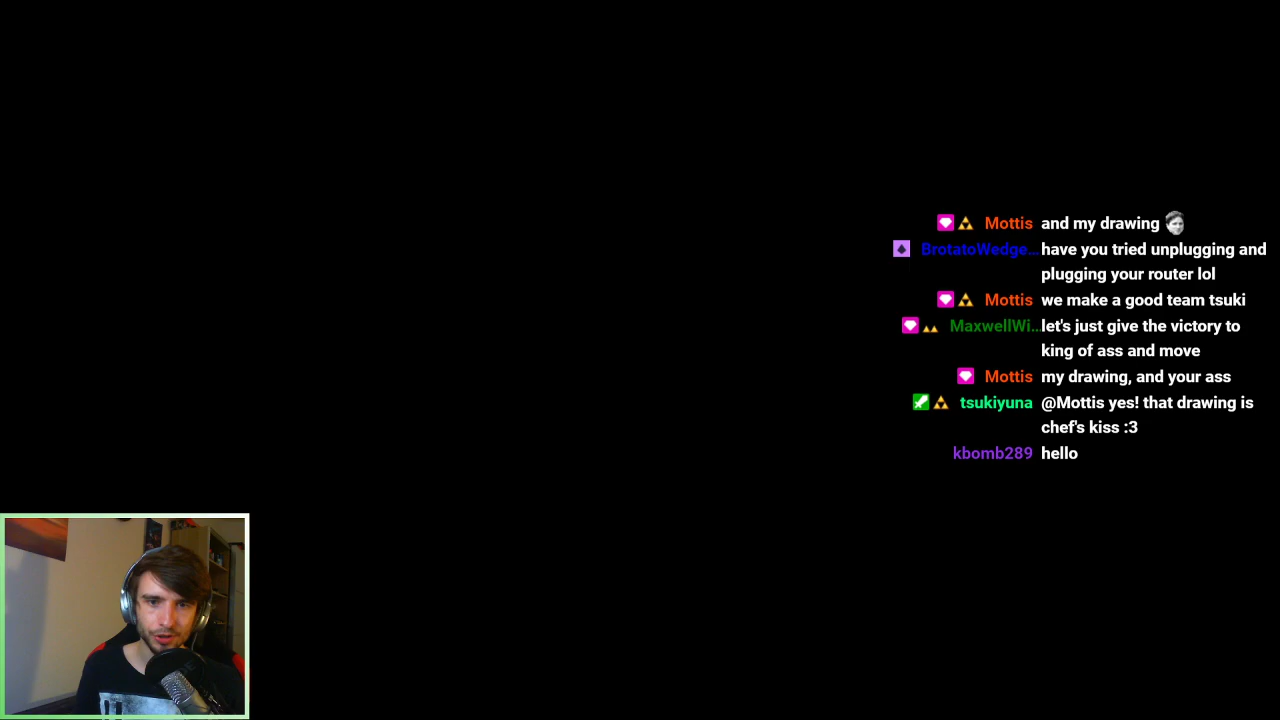 Mottis and my drawing
BrotatoWedge… have you tried unplugging and
plugging your router lol
Mottis we make a good team tsuki
MaxwellWi… let's just give the victory to
king of ass and move
Mottis my drawing, and your ass
tsukiyuna @Mottis yes! that drawing is
chef's kiss :3
kbomb289 hello